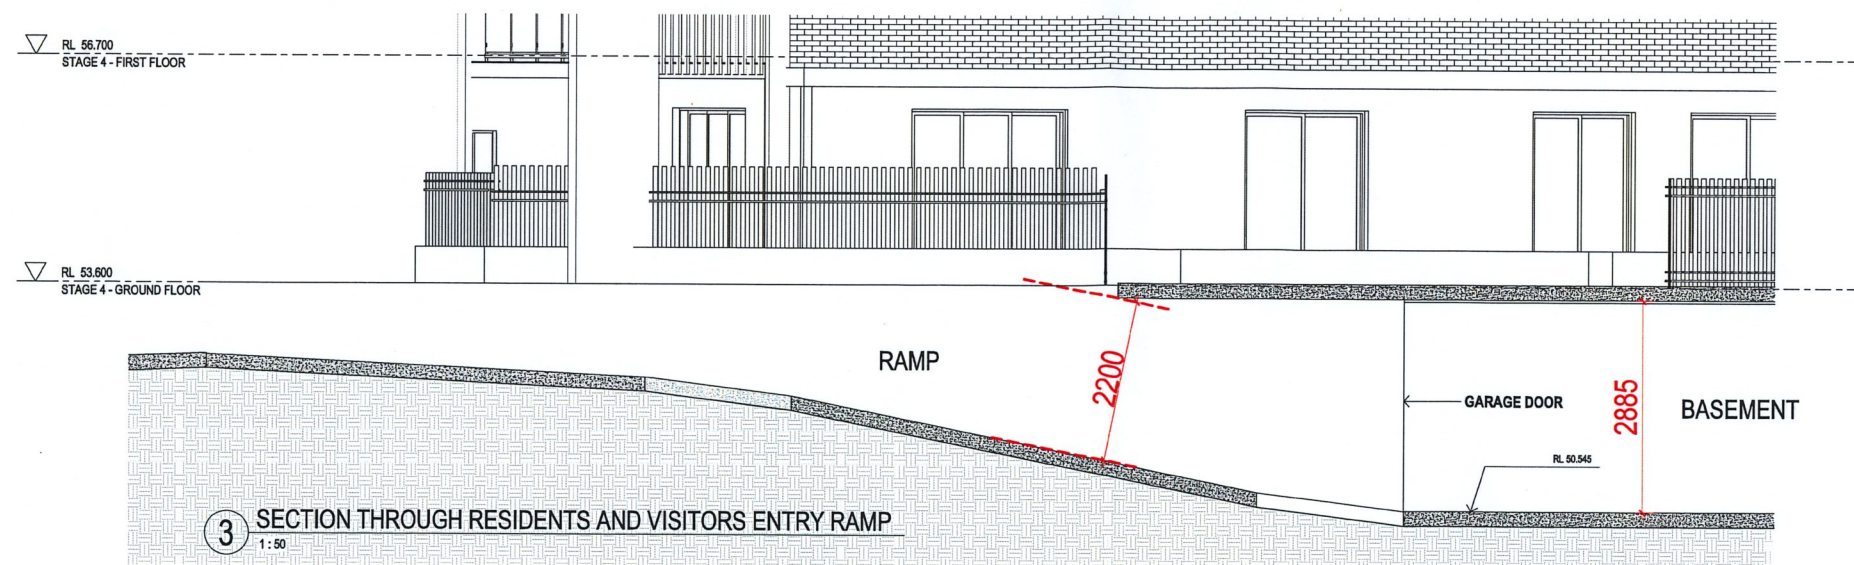 RL 56.700
STAGE 4 - FIRST FLOOR
RL 53.600
STAGE 4 - GROUND FLOOR
RAMP
2200
GARAGE DOOR
2885
BASEMENT
RL 50.545
3 SECTION THROUGH RESIDENTS AND VISITORS ENTRY RAMP
1 : 50